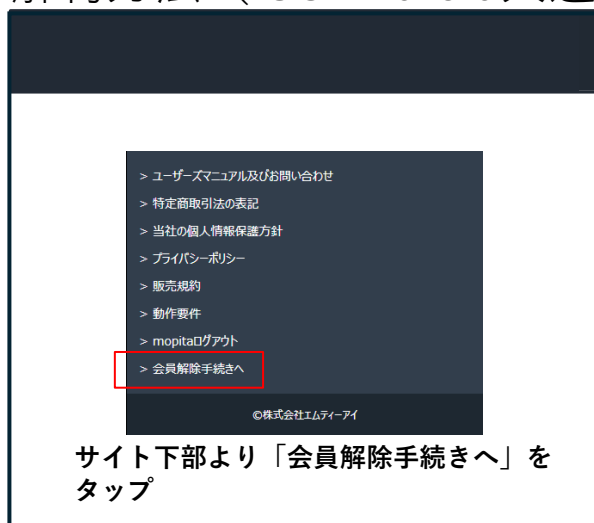 > ユーザーズマニュアル及びお問い合わせ
> 特定商取引法の表記
> 当社の個人情報保護方針
> プライバシーポリシー
> 販売規約
> 動作要件
> mopitaログアウト
> 会員解除手続きへ
©株式会社エムティーアイ
サイト下部より「会員解除手続きへ」を
タップ